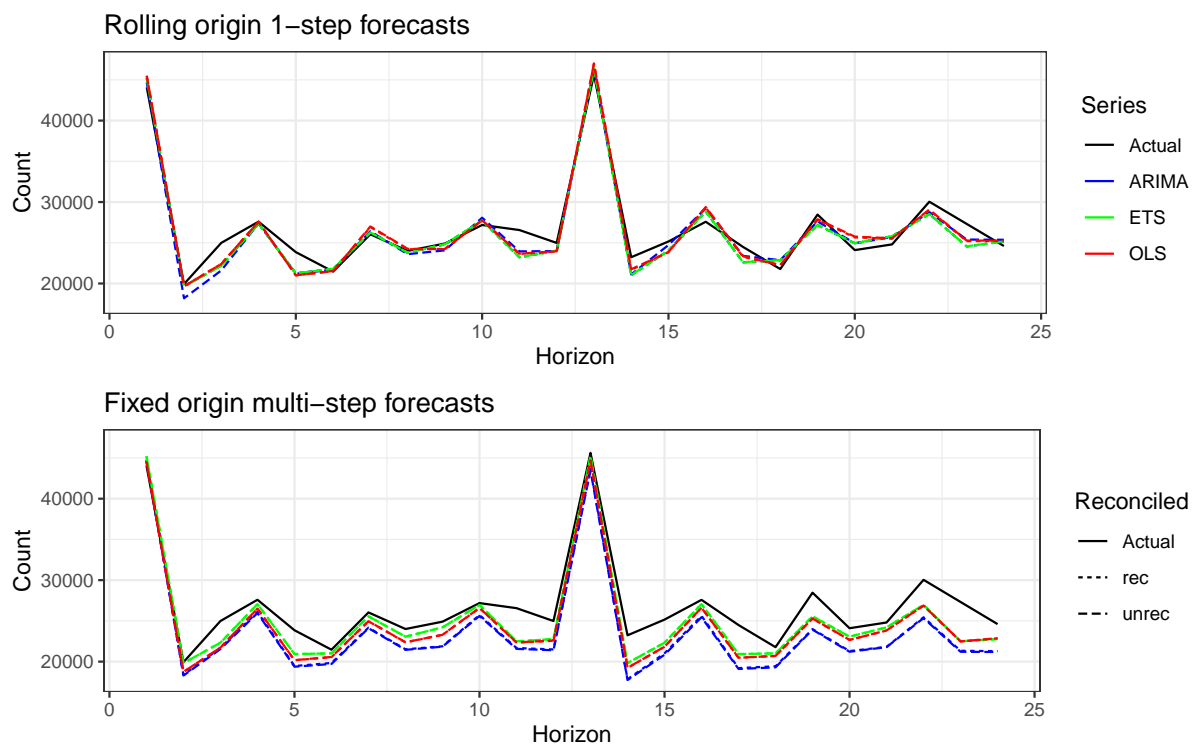 Rolling origin 1−step forecasts
40000
30000
20000
Count
0 5 10 15 20 25
Horizon
Series
Actual
ARIMA
ETS
OLS
Fixed origin multi−step forecasts
40000
30000
20000
Count
0 5 10 15 20 25
Horizon
Reconciled
Actual
rec
unrec